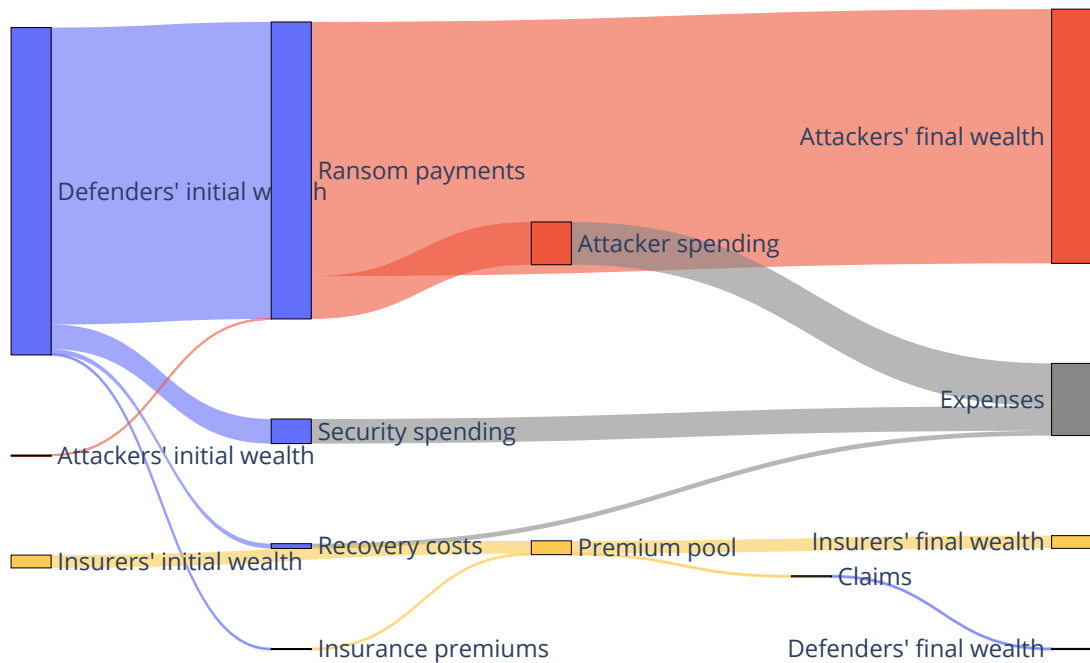 Attackers' final wealth
Ransom payments
Defenders' initial wealth
Attacker spending
Expenses
Security spending
Attackers' initial wealth
Insurers' final wealth
Recovery costs
Premium pool
Insurers' initial wealth
Claims
Insurance premiums
Defenders' final wealth